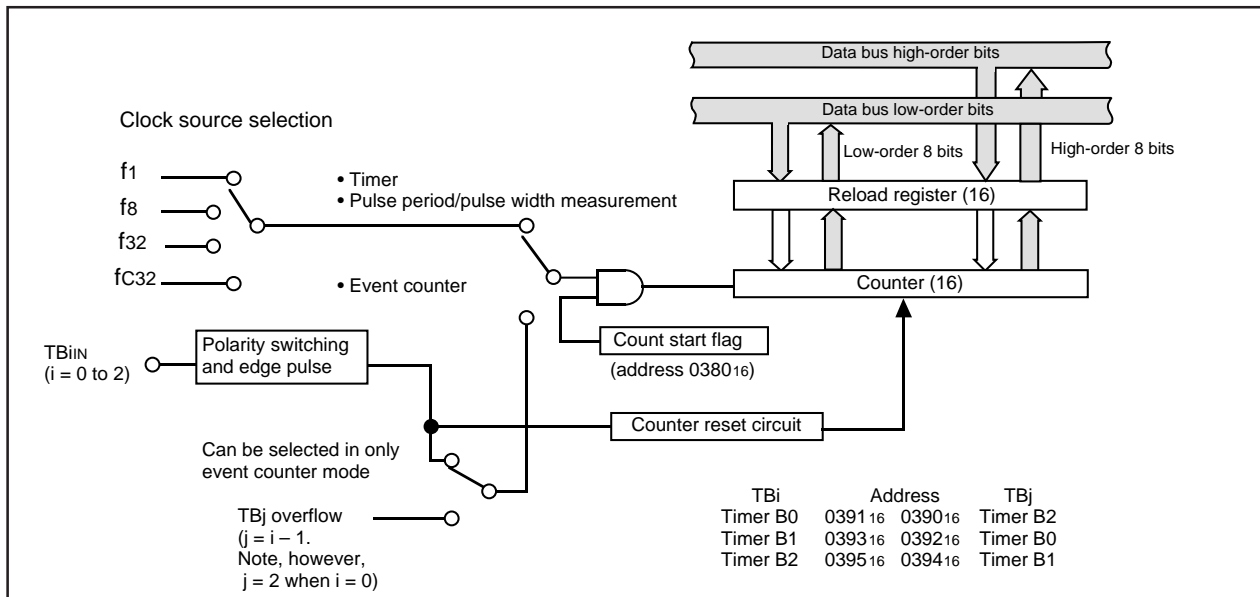 Data bus high-order bits
Data bus low-order bits
Clock source selection
Low-order 8 bits
High-order 8 bits
f1
• Timer
• Pulse period/pulse width measurement
Reload register (16)
f8
f32
fC32
• Event counter
Counter (16)
TBiIN
(i = 0 to 2)
Polarity switching
and edge pulse
Count start flag
(address 038016)
Counter reset circuit
Can be selected in only
event counter mode
TBj overflow
(j = i – 1.
Note, however,
j = 2 when i = 0)
TBi Address TBj
Timer B0 039116 039016 Timer B2
Timer B1 039316 039216 Timer B0
Timer B2 039516 039416 Timer B1